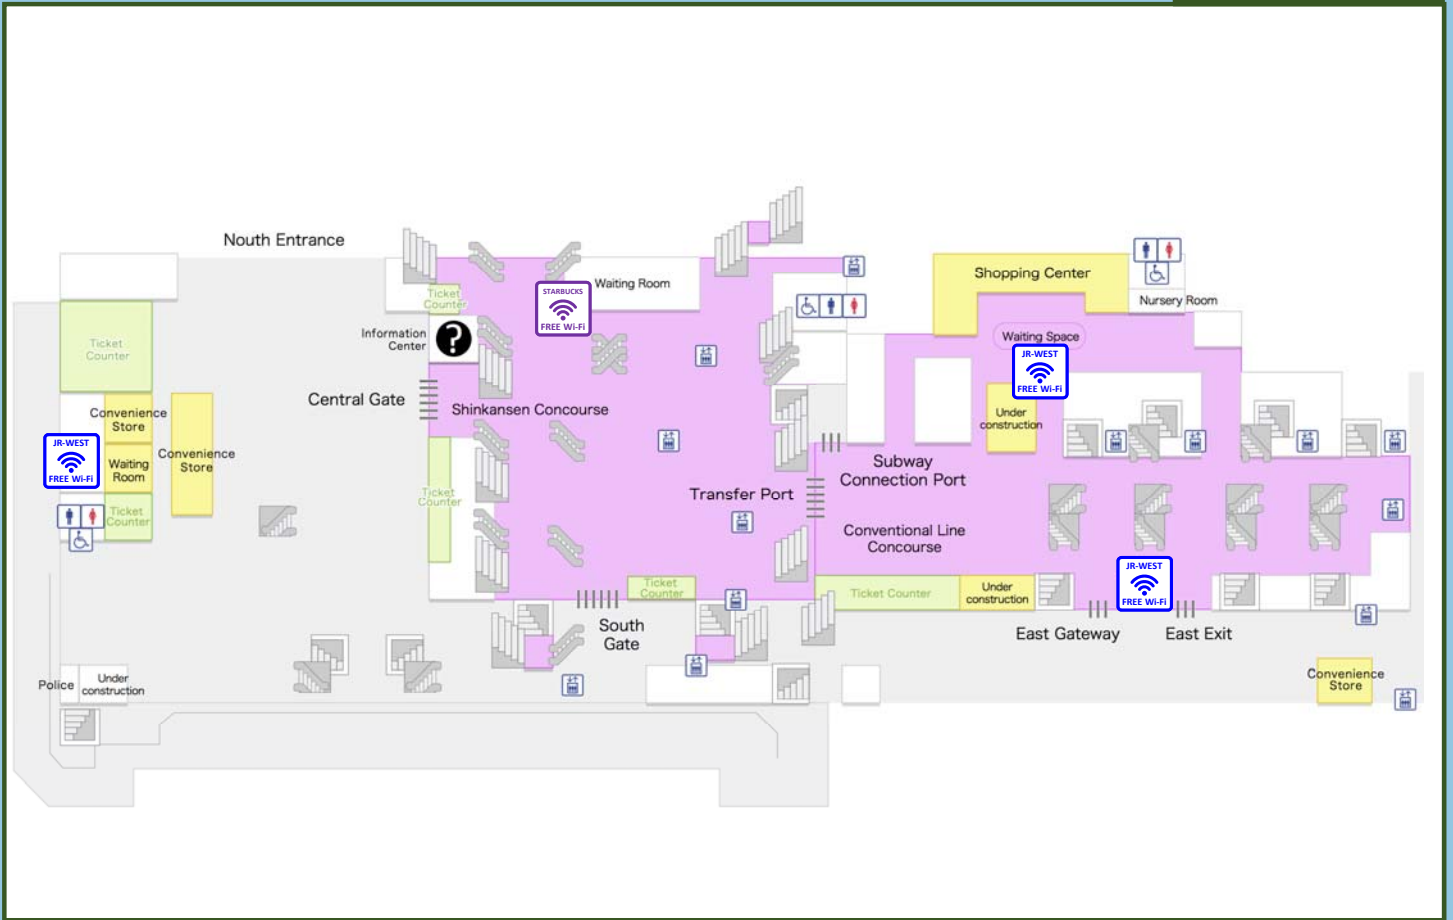 Nouth Entrance
Waiting Room
Shopping Center
Nursery Room
Ticket
Counter
STARBUCKS
FREE Wi-Fi
Information
Center
?
Waiting Space
JR-WEST
FREE Wi-Fi
Ticket
Counter
Central Gate
Shinkansen Concourse
Convenience
Store
Under
construction
JR-WEST
FREE Wi-Fi
Waiting
Room
Convenience
Store
Subway
Connection Port
Ticket
Counter
Transfer Port
Ticket
Counter
Conventional Line
Concourse
Ticket
Counter
Ticket Counter
Under
construction
JR-WEST
FREE Wi-Fi
South
Gate
East Gateway
East Exit
Police
Under
construction
Convenience
Store